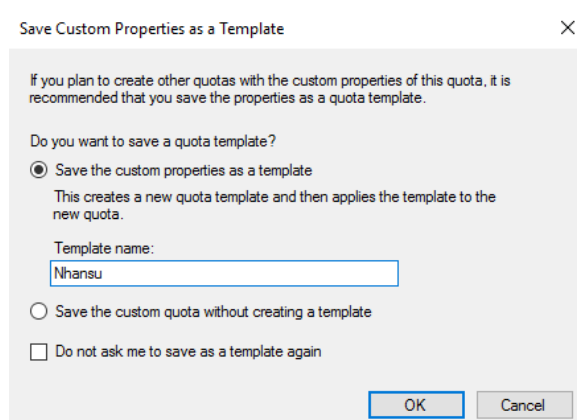 Save Custom Properties as a Template
If you plan to create other quotas with the custom properties of this quota, it is
recommended that you save the properties as a quota template.
Do you want to save a quota template?
Save the custom properties as a template
This creates a new quota template and then applies the template to the
new quota.
Template name:
Nhansu
Save the custom quota without creating a template
Do not ask me to save as a template again
OK Cancel